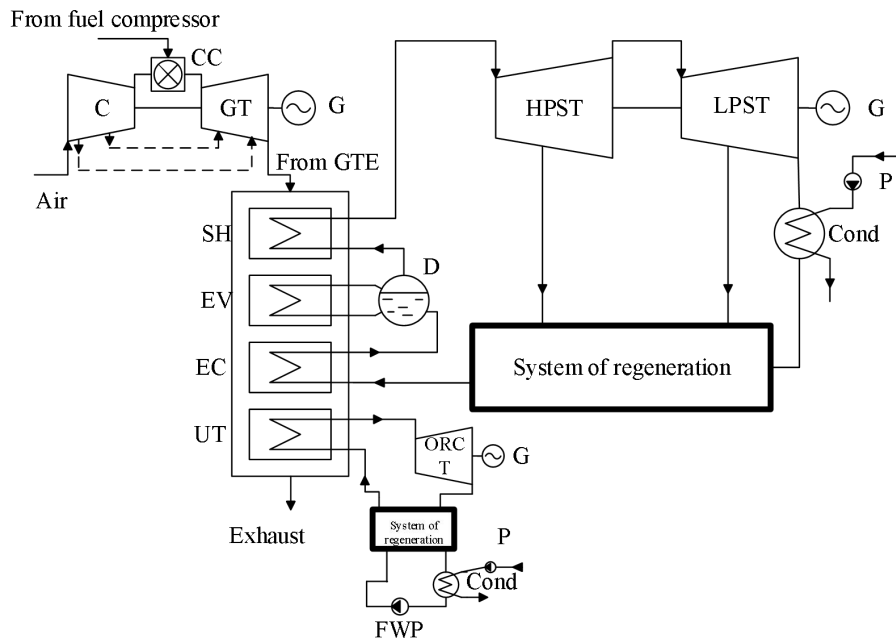 From fuel compressor
CC
C
GT
G
HPST
LPST
G
From GTE
Air
P
SH
D
Cond
EV
EC
System of regeneration
UT
ORC
T
G
Exhaust
System of
regeneration
P
Cond
FWP